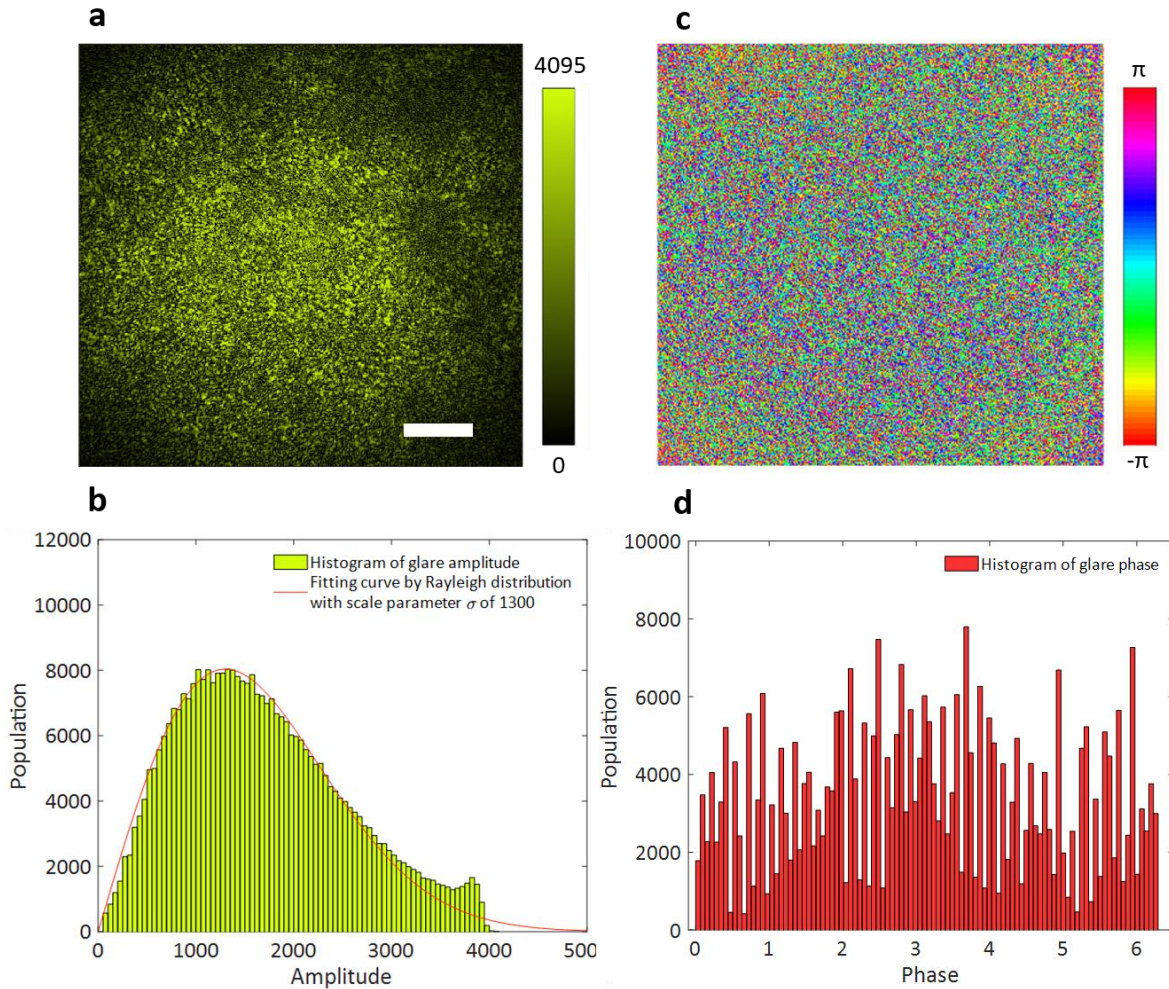 a
4095
0
c
π
-π
b
12000
10000
8000
6000
4000
2000
0
Population
0
1000
2000
3000
4000
5000
Amplitude
Histogram of glare amplitude
Fitting curve by Rayleigh distribution
with scale parameter σ of 1300
d
10000
8000
6000
4000
2000
0
Population
0
1
2
3
4
5
6
Phase
Histogram of glare phase